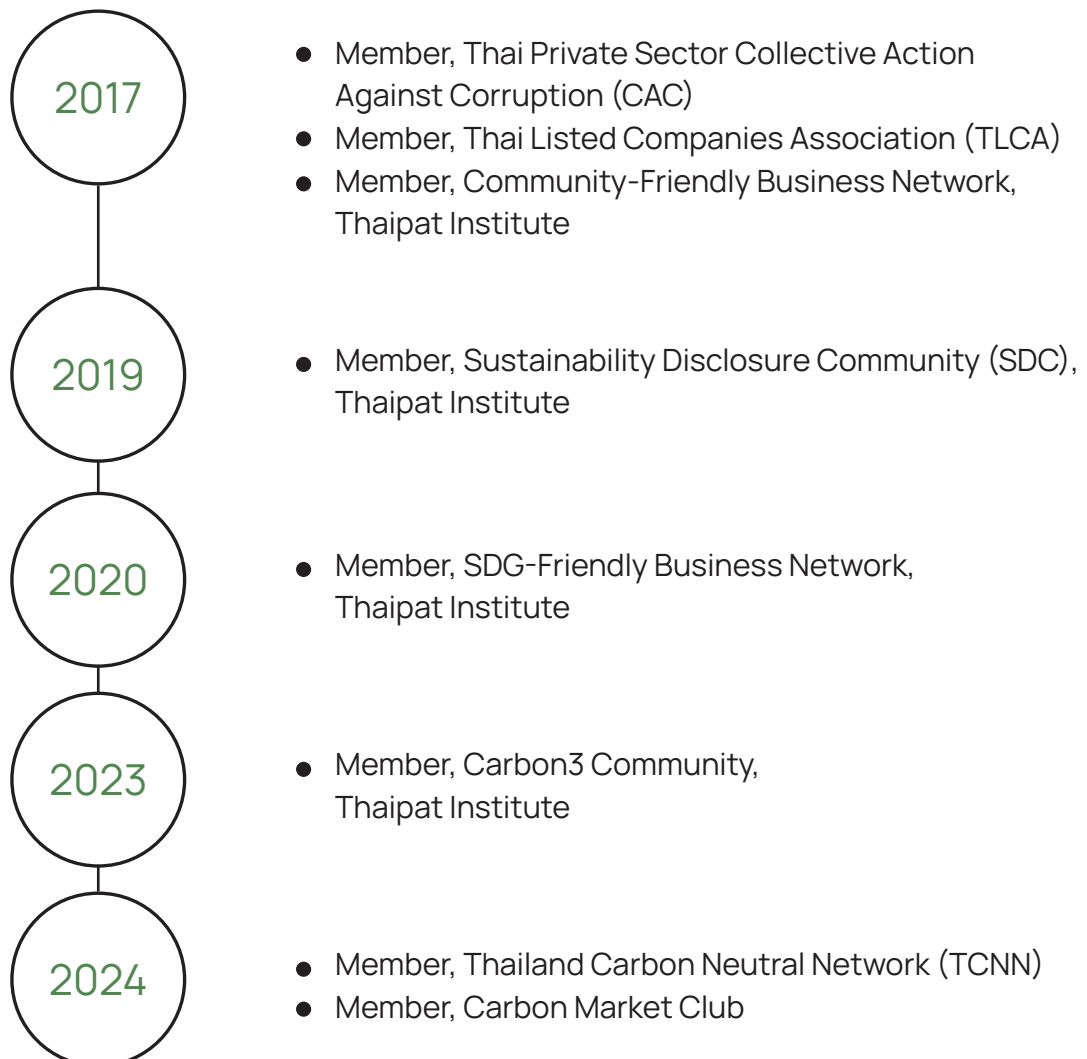 2017
● Member, Thai Private Sector Collective Action
Against Corruption (CAC)
● Member, Thai Listed Companies Association (TLCA)
● Member, Community-Friendly Business Network,
Thaipat Institute
2019
● Member, Sustainability Disclosure Community (SDC),
Thaipat Institute
2020
● Member, SDG-Friendly Business Network,
Thaipat Institute
2023
● Member, Carbon3 Community,
Thaipat Institute
2024
● Member, Thailand Carbon Neutral Network (TCNN)
● Member, Carbon Market Club